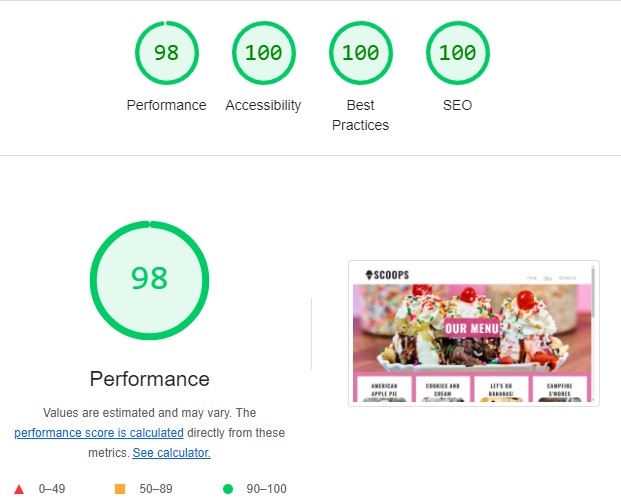 98 100 100 100
Performance Accessibility Best Practices SEO
98
Performance
Values are estimated and may vary. The
performance score is calculated directly from these
metrics. See calculator.
0–49 50–89 90–100
SCOOPS
Home Contact Us
OUR MENU
AMERICAN APPLE PIE
COOKIES AND CREAM
LET'S GO BANANAS!
CAMPFIRE S'MORES